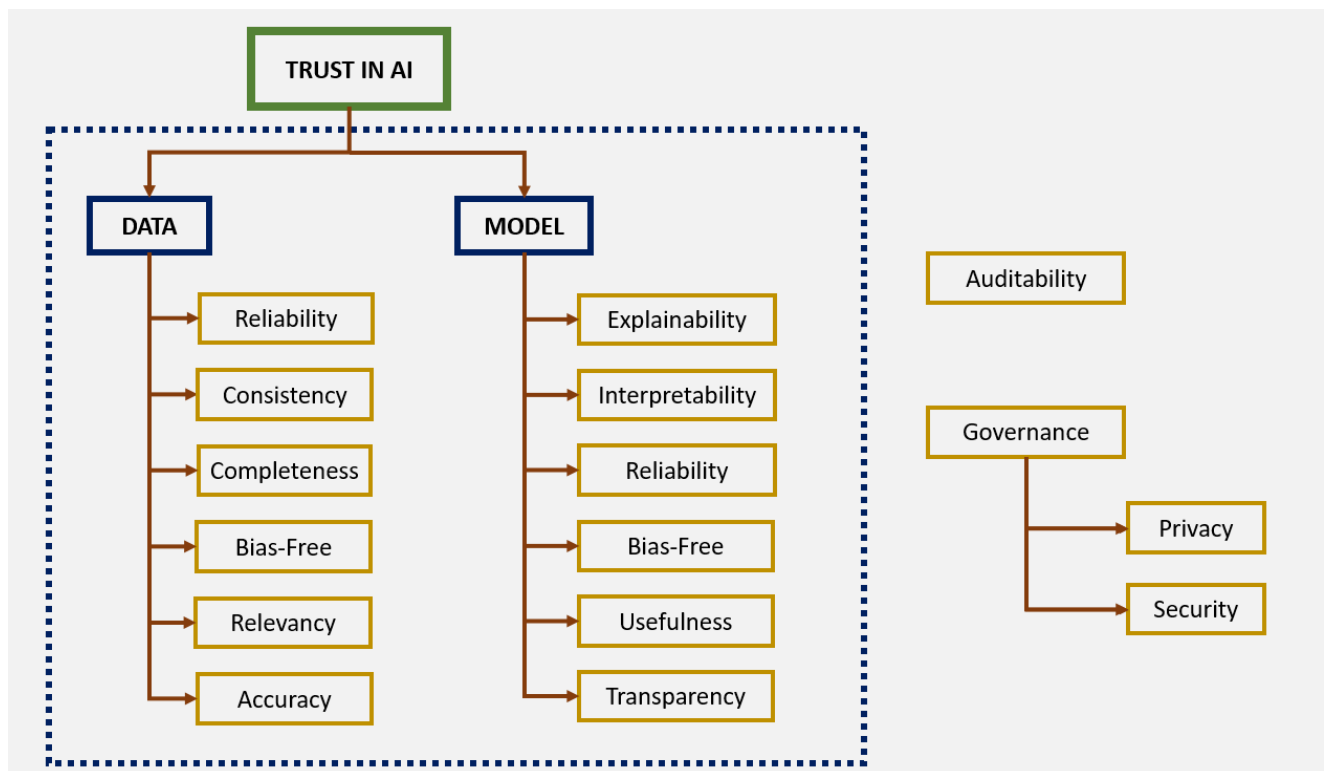 TRUST IN AI
DATA
MODEL
Reliability
Consistency
Completeness
Bias-Free
Relevancy
Accuracy
Explainability
Interpretability
Reliability
Bias-Free
Usefulness
Transparency
Auditability
Governance
Privacy
Security